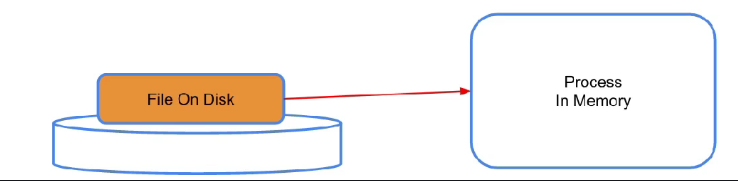 File On Disk
Process
In Memory